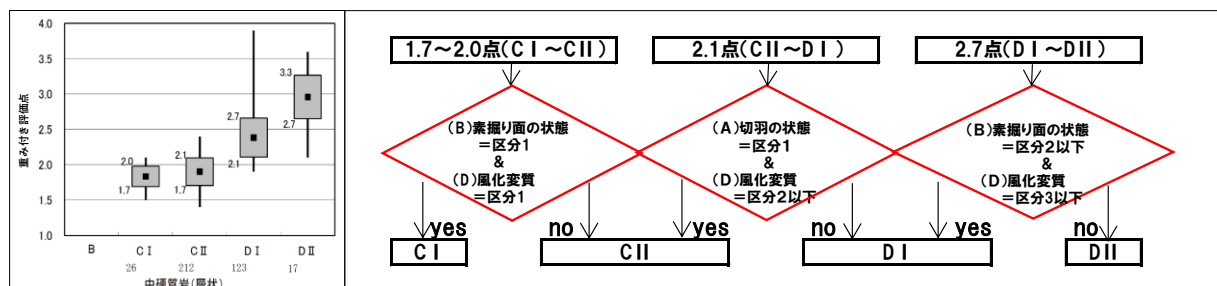 重み付き評価点
4.0
3.5
3.0
2.5
2.0
1.5
1.0
2.0
1.7
2.1
1.7
2.7
2.1
3.3
2.7
B CⅠ CⅡ DⅠ DⅡ
26 212 123 17
中硬質岩(層状)
1.7～2.0点(CⅠ～CⅡ)
2.1点(CⅡ～DⅠ)
2.7点(DⅠ～DⅡ)
(B)素掘り面の状態
=区分1
&
(D)風化変質
=区分1
(A)切羽の状態
=区分1
&
(D)風化変質
=区分2以下
(B)素掘り面の状態
=区分2以下
&
(D)風化変質
=区分3以下
yes
no
yes
no
yes
no
CⅠ
CⅡ
DⅠ
DⅡ